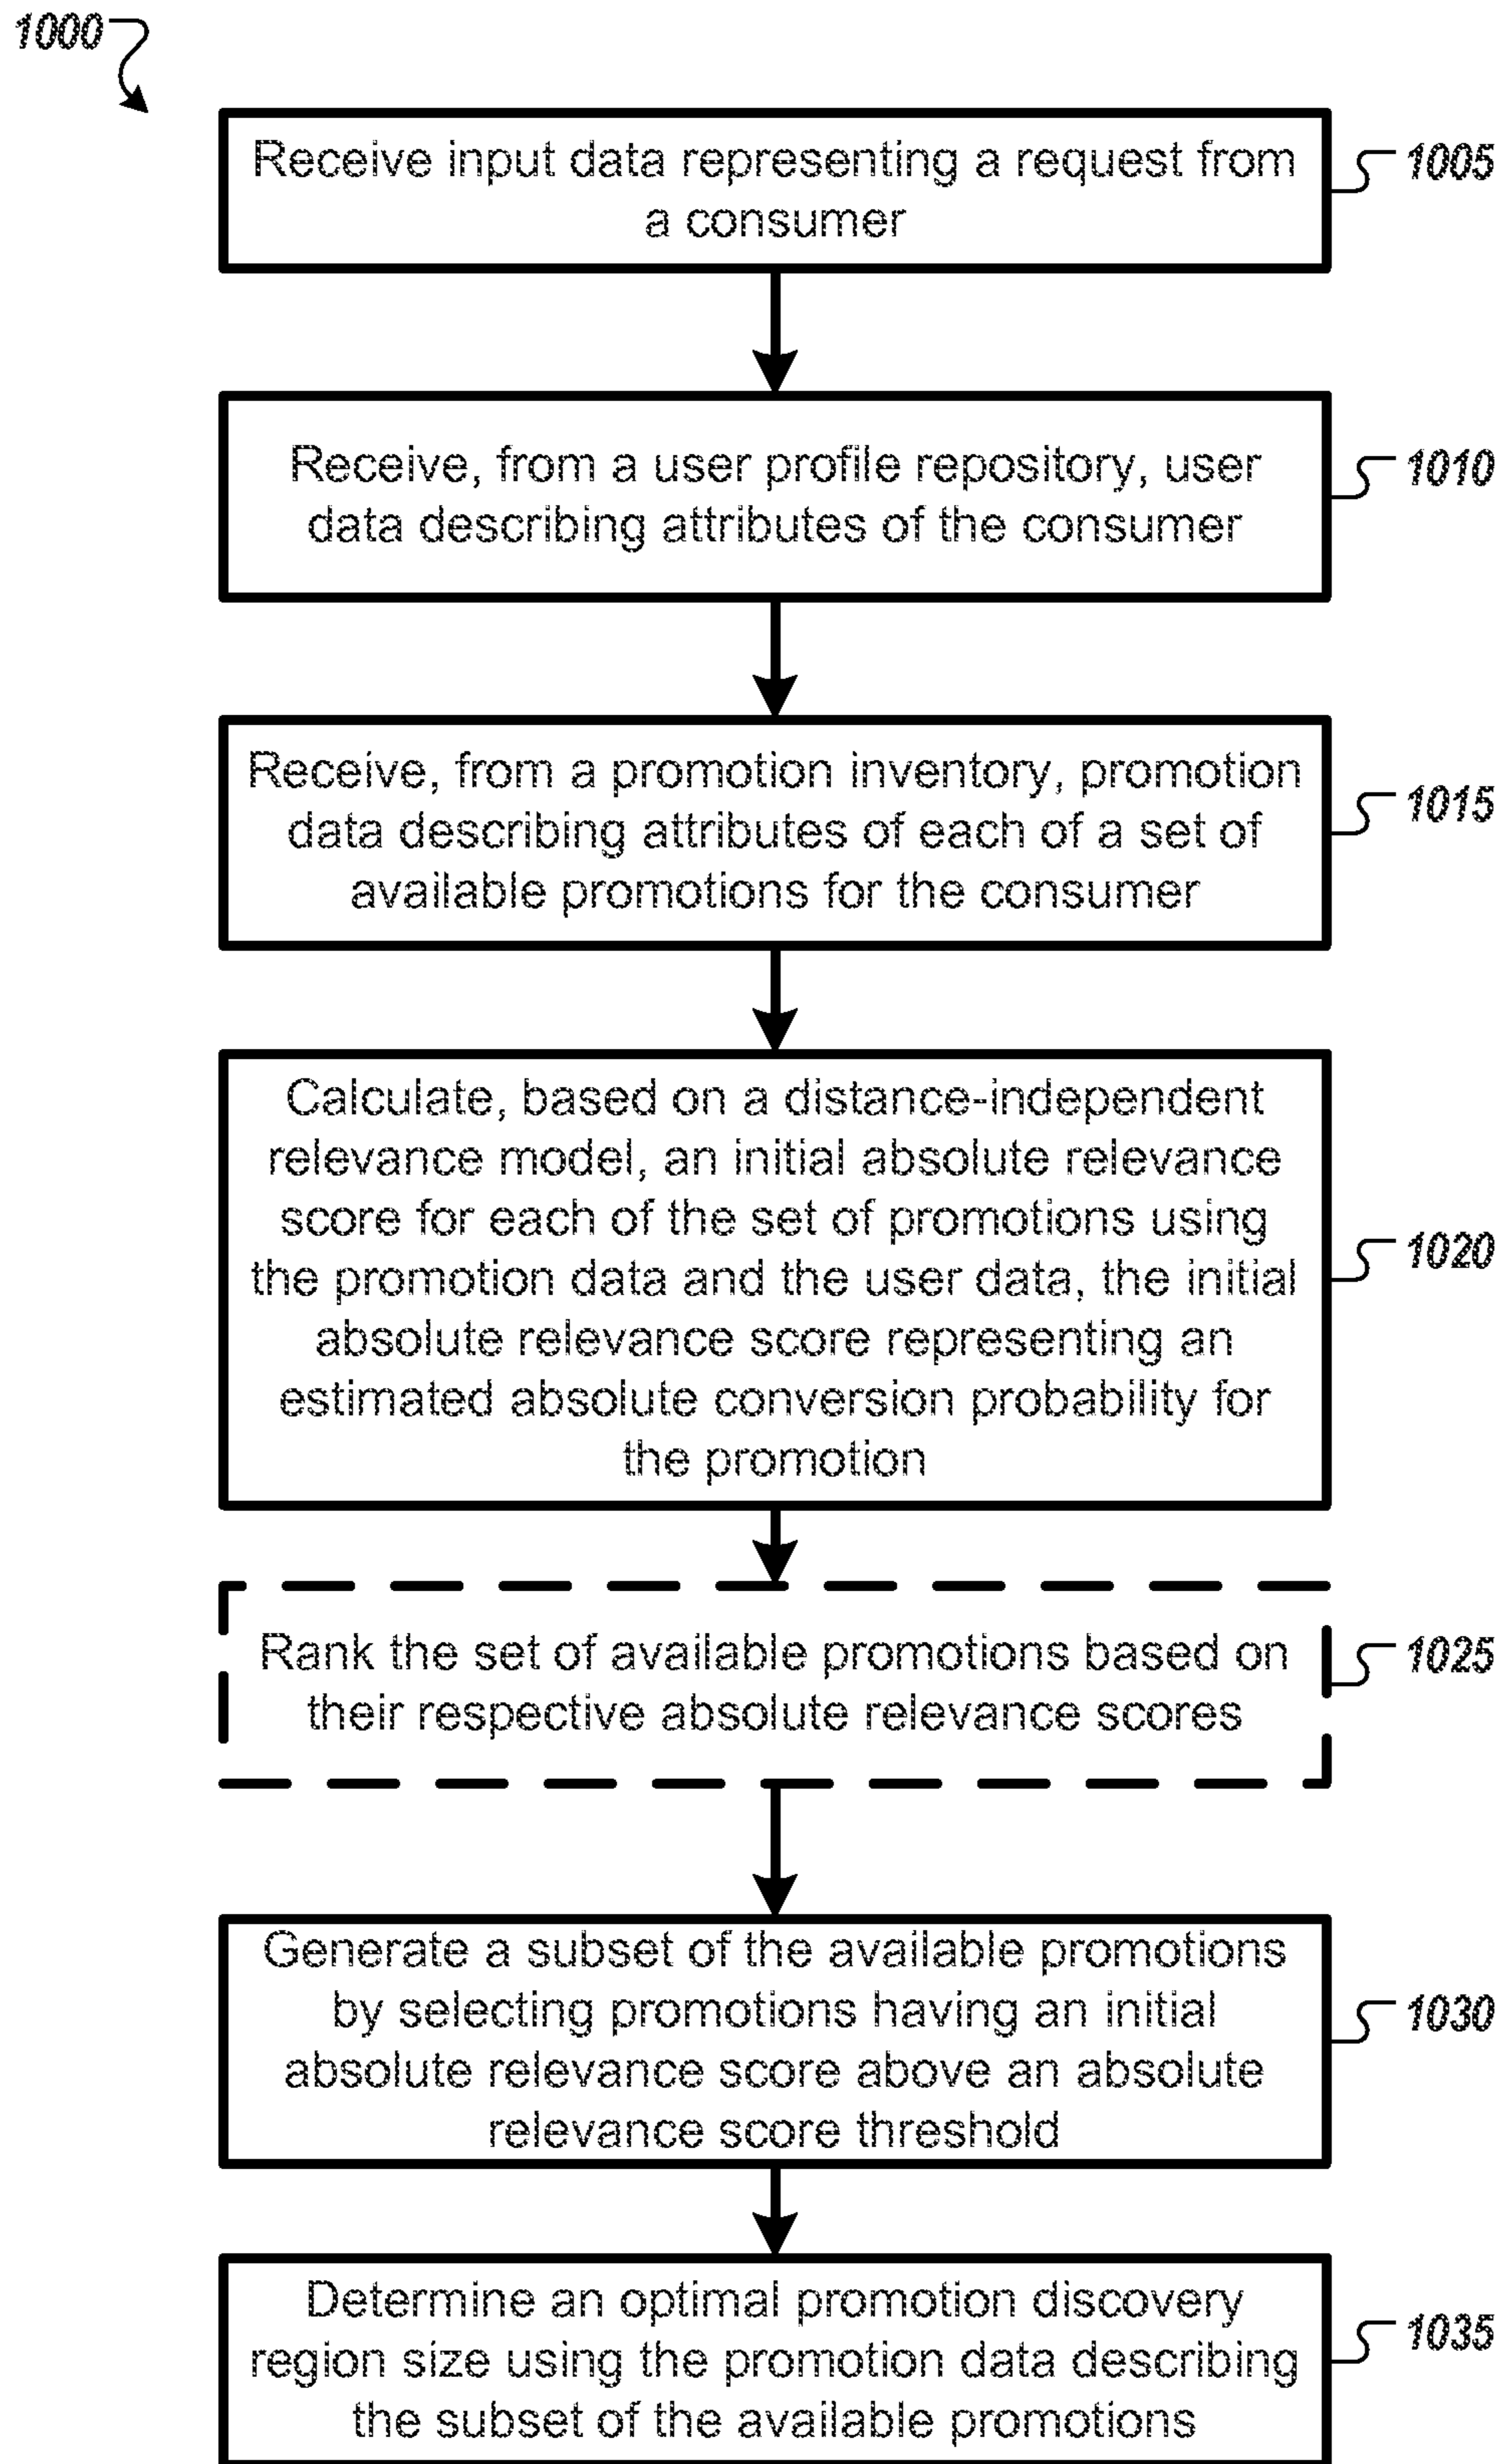 1000
Receive input data representing a request from
a consumer
1005
Receive, from a user profile repository, user
data describing attributes of the consumer
1010
Receive, from a promotion inventory, promotion
data describing attributes of each of a set of
available promotions for the consumer
1015
Calculate, based on a distance-independent
relevance model, an initial absolute relevance
score for each of the set of promotions using
the promotion data and the user data, the initial
absolute relevance score representing an
estimated absolute conversion probability for
the promotion
1020
Rank the set of available promotions based on
their respective absolute relevance scores
1025
Generate a subset of the available promotions
by selecting promotions having an initial
absolute relevance score above an absolute
relevance score threshold
1030
Determine an optimal promotion discovery
region size using the promotion data describing
the subset of the available promotions
1035